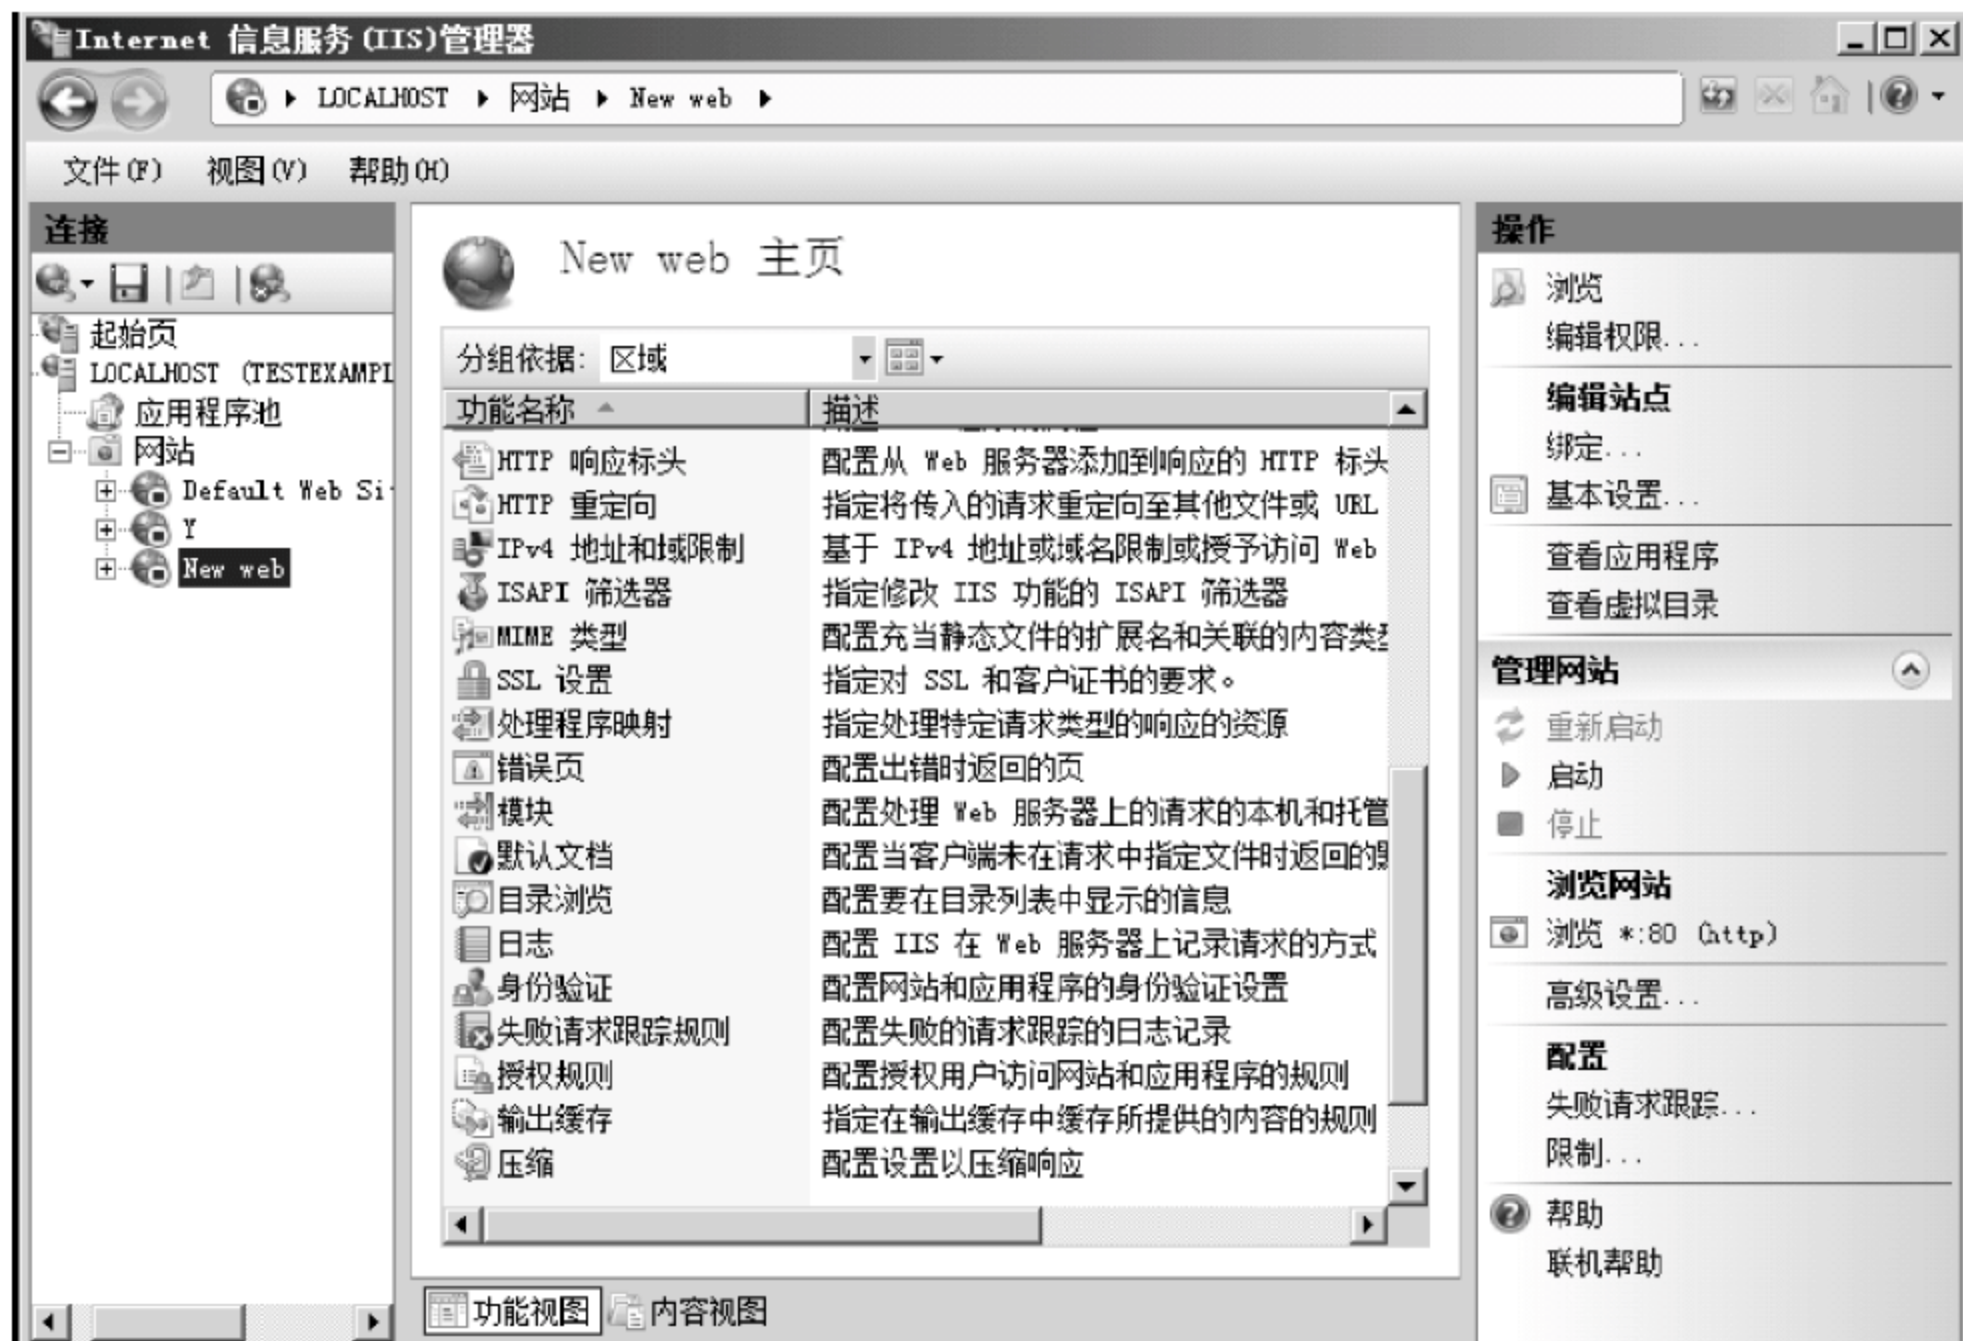 Internet 信息服务(IIS)管理器
LOCALHOST 网站 New web
文件(F) 视图(V) 帮助(H)
连接
起始页
LOCALHOST (TESTEXAMPL
应用程序池
网站
Default Web Si
Y
New web
New web 主页
分组依据: 区域
功能名称 描述
HTTP 响应标头 配置从 Web 服务器添加到响应的 HTTP 标头
HTTP 重定向 指定将传入的请求重定向至其他文件或 URL
IPv4 地址和域限制 基于 IPv4 地址或域名限制或授予访问 Web
ISAPI 筛选器 指定修改 IIS 功能的 ISAPI 筛选器
MIME 类型 配置充当静态文件的扩展名和关联的内容类型
SSL 设置 指定对 SSL 和客户证书的要求。
处理程序映射 指定处理特定请求类型的响应的资源
错误页 配置出错时返回的页
模块 配置处理 Web 服务器上的请求的本机和托管
默认文档 配置当客户端未在请求中指定文件时返回的
目录浏览 配置要在目录列表中显示的信息
日志 配置 IIS 在 Web 服务器上记录请求的方式
身份验证 配置网站和应用程序的身份验证设置
失败请求跟踪规则 配置失败的请求跟踪的日志记录
授权规则 配置授权用户访问网站和应用程序的规则
输出缓存 指定在输出缓存中缓存所提供的内容的规则
压缩 配置设置以压缩响应
功能视图 内容视图
操作
浏览
编辑权限...
编辑站点
绑定...
基本设置...
查看应用程序
查看虚拟目录
管理网站
重新启动
启动
停止
浏览网站
浏览 *:80 (http)
高级设置...
配置
失败请求跟踪...
限制...
帮助
联机帮助